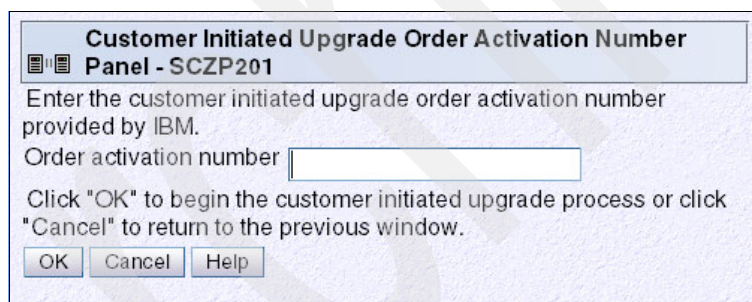 Customer Initiated Upgrade Order Activation Number
Panel - SCZP201
Enter the customer initiated upgrade order activation number
provided by IBM.
Order activation number
Click "OK" to begin the customer initiated upgrade process or click
"Cancel" to return to the previous window.
OK Cancel Help